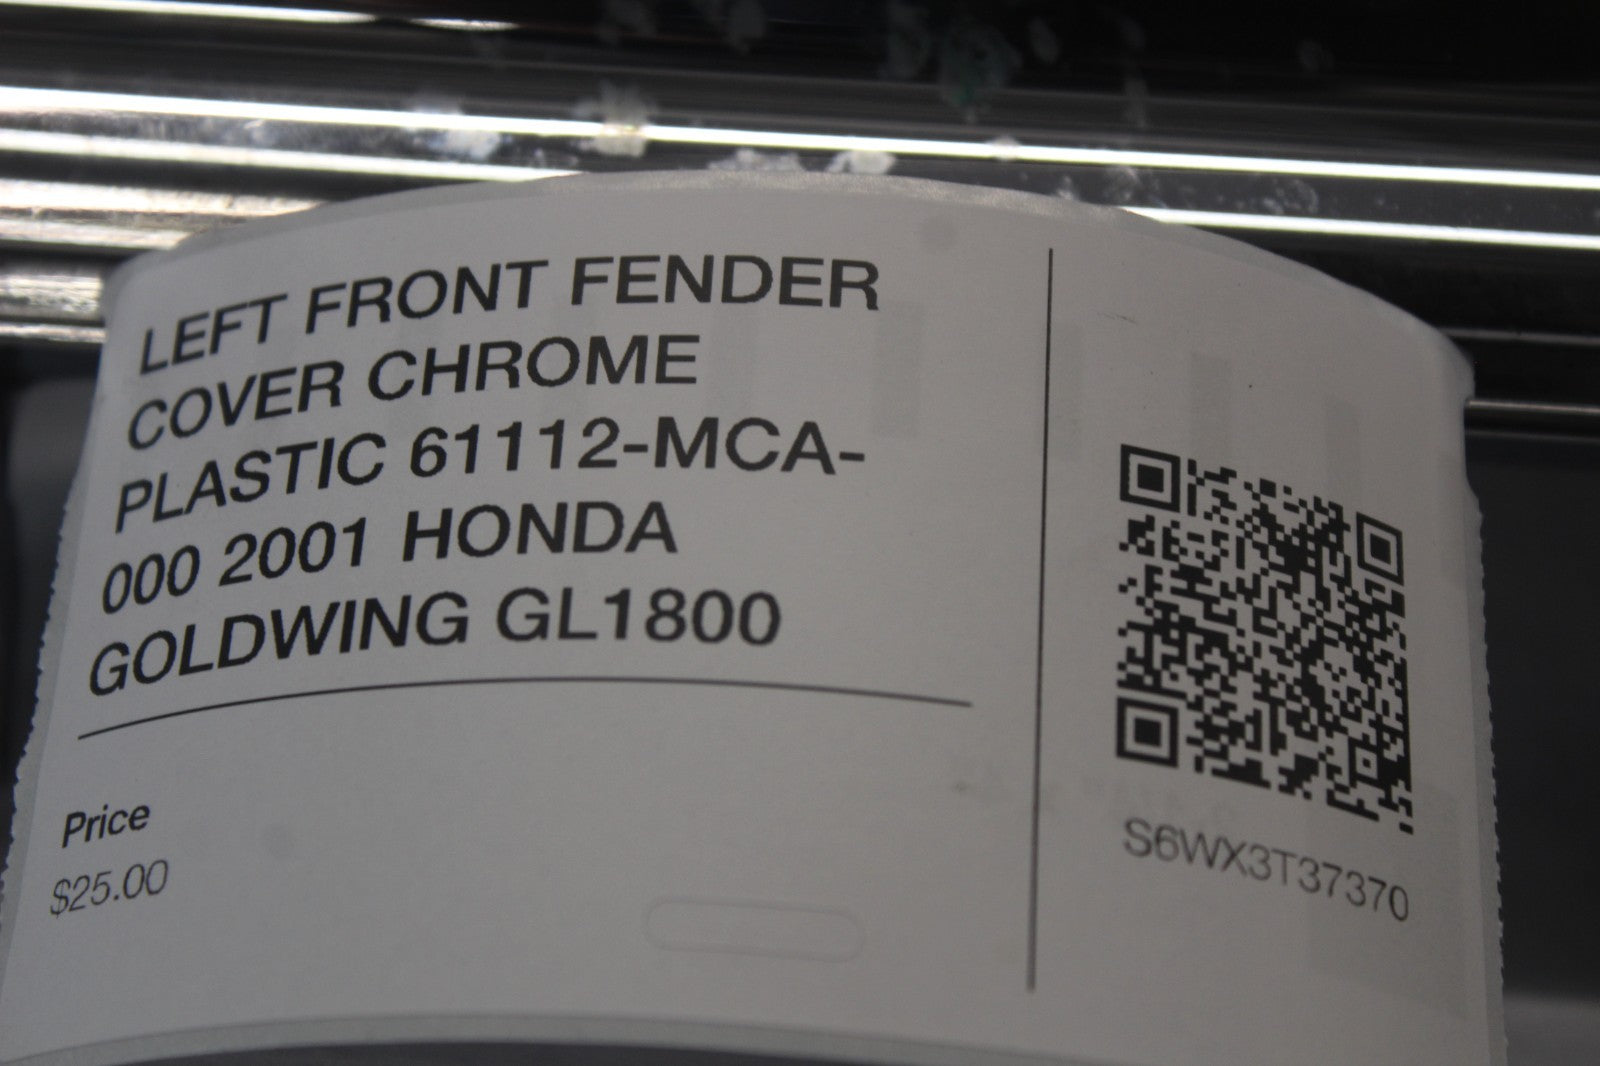 LEFT FRONT FENDER
COVER CHROME
PLASTIC 61112-MCA-
000 2001 HONDA
GOLDWING GL1800
Price
$25.00
S6WX3T37370